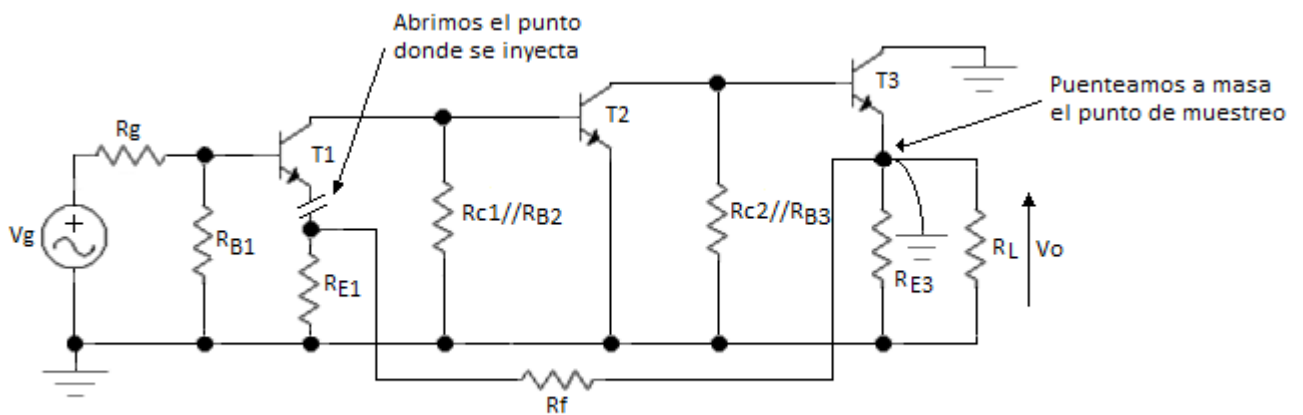 Abrimos el punto
donde se inyecta
T3
Puenteamos a masa
el punto de muestreo
Rg
T1
T2
Vg
RB1
RE1
Rc1//RB2
Rc2//RB3
RE3
RL
Vo
Rf